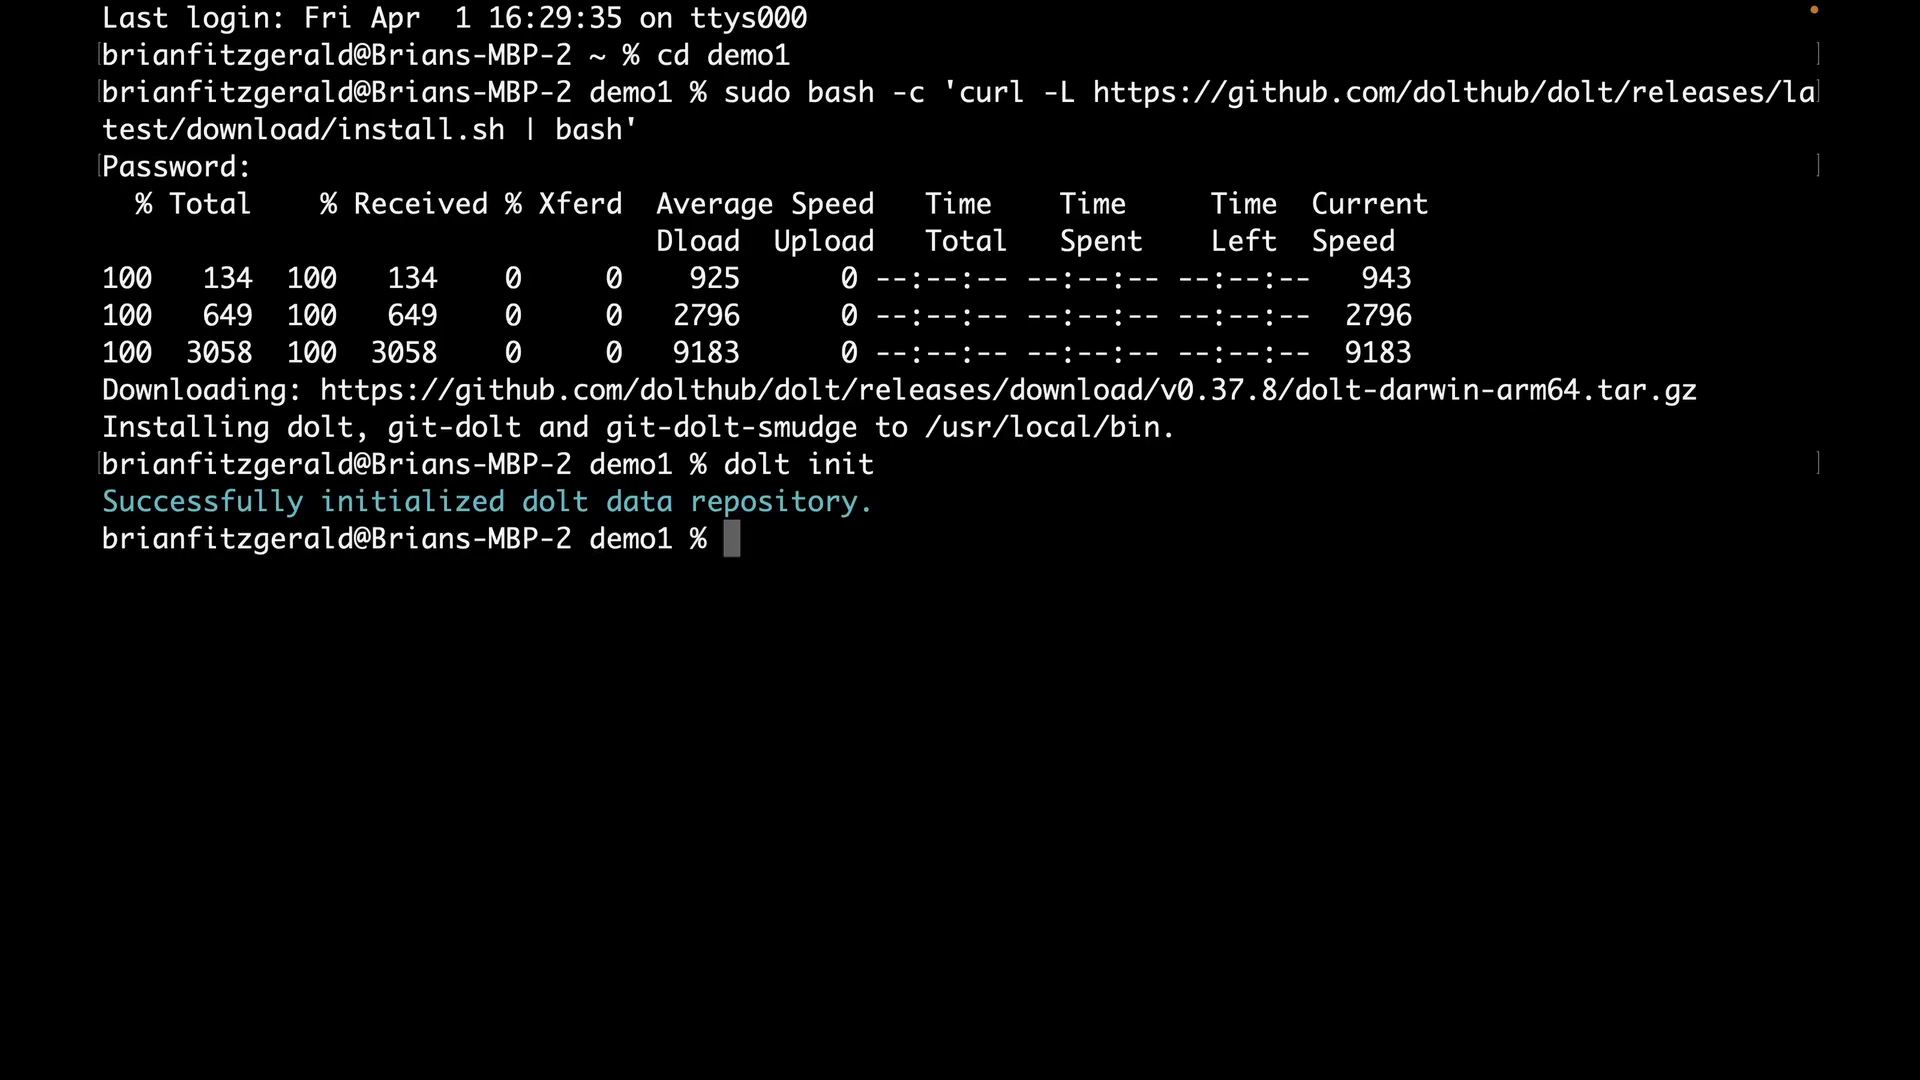 Last login: Fri Apr  1 16:29:35 on ttys000
brianfitzgerald@Brians-MBP-2 ~ % cd demo1
brianfitzgerald@Brians-MBP-2 demo1 % sudo bash -c 'curl -L https://github.com/dolthub/dolt/releases/la
test/download/install.sh | bash'
Password:
  % Total    % Received % Xferd  Average Speed   Time    Time     Time  Current
                                 Dload  Upload   Total   Spent    Left  Speed
100   134  100   134    0     0    925      0 --:--:-- --:--:-- --:--:--   943
100   649  100   649    0     0   2796      0 --:--:-- --:--:-- --:--:--  2796
100  3058  100  3058    0     0   9183      0 --:--:-- --:--:-- --:--:--  9183
Downloading: https://github.com/dolthub/dolt/releases/download/v0.37.8/dolt-darwin-arm64.tar.gz
Installing dolt, git-dolt and git-dolt-smudge to /usr/local/bin.
brianfitzgerald@Brians-MBP-2 demo1 % dolt init
Successfully initialized dolt data repository.
brianfitzgerald@Brians-MBP-2 demo1 %